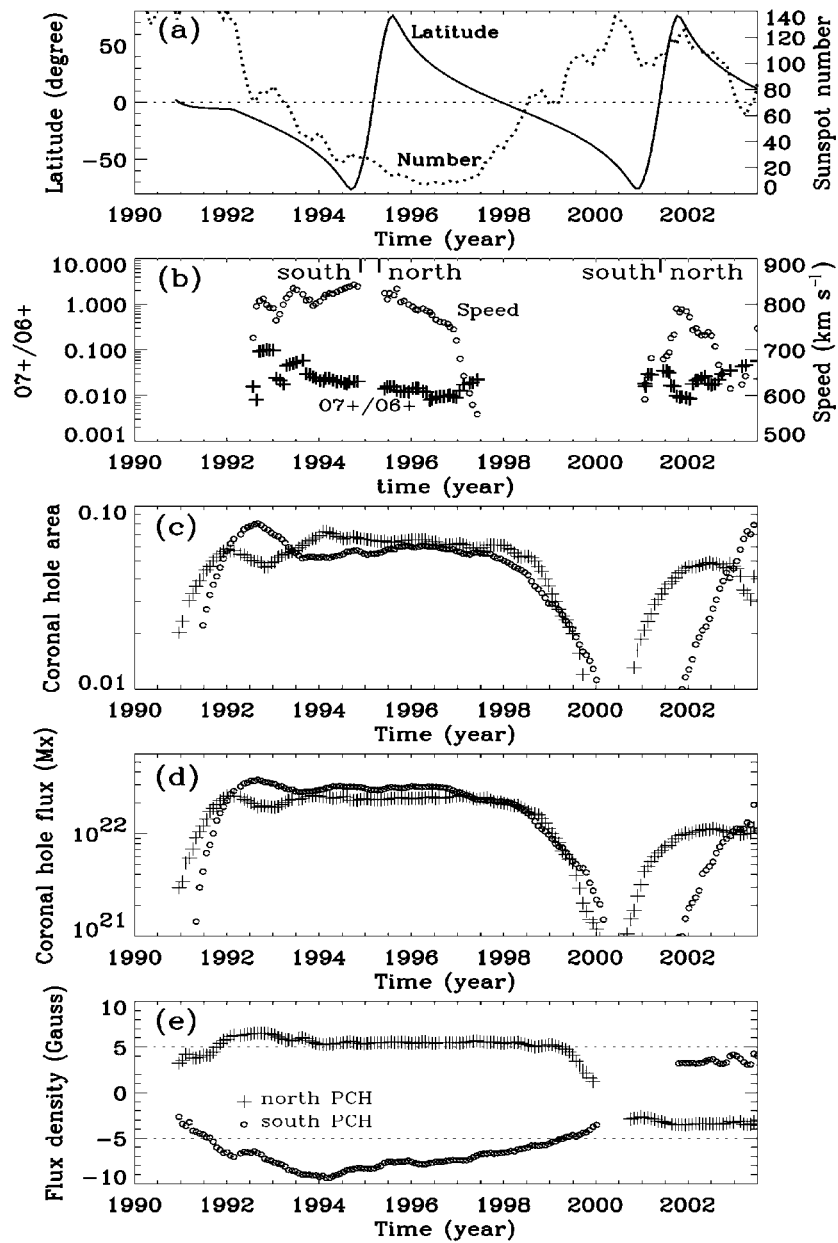 (a)
Latitude
Number
50
0
−50
140
120
100
80
60
40
20
0
Latitude (degree)
Sunspot number
1990 1992 1994 1996 1998 2000 2002
Time (year)
(b)
south north
south north
Speed
O7+/O6+
10.000
1.000
0.100
0.010
0.001
900
800
700
600
500
O7+/O6+
Speed (km s⁻¹)
1990 1992 1994 1996 1998 2000 2002
time (year)
(c)
0.10
0.01
Coronal hole area
1990 1992 1994 1996 1998 2000 2002
Time (year)
(d)
10²²
10²¹
Coronal hole flux (Mx)
1990 1992 1994 1996 1998 2000 2002
Time (year)
(e)
10
5
0
−5
−10
Flux density (Gauss)
north PCH
south PCH
1990 1992 1994 1996 1998 2000 2002
Time (year)